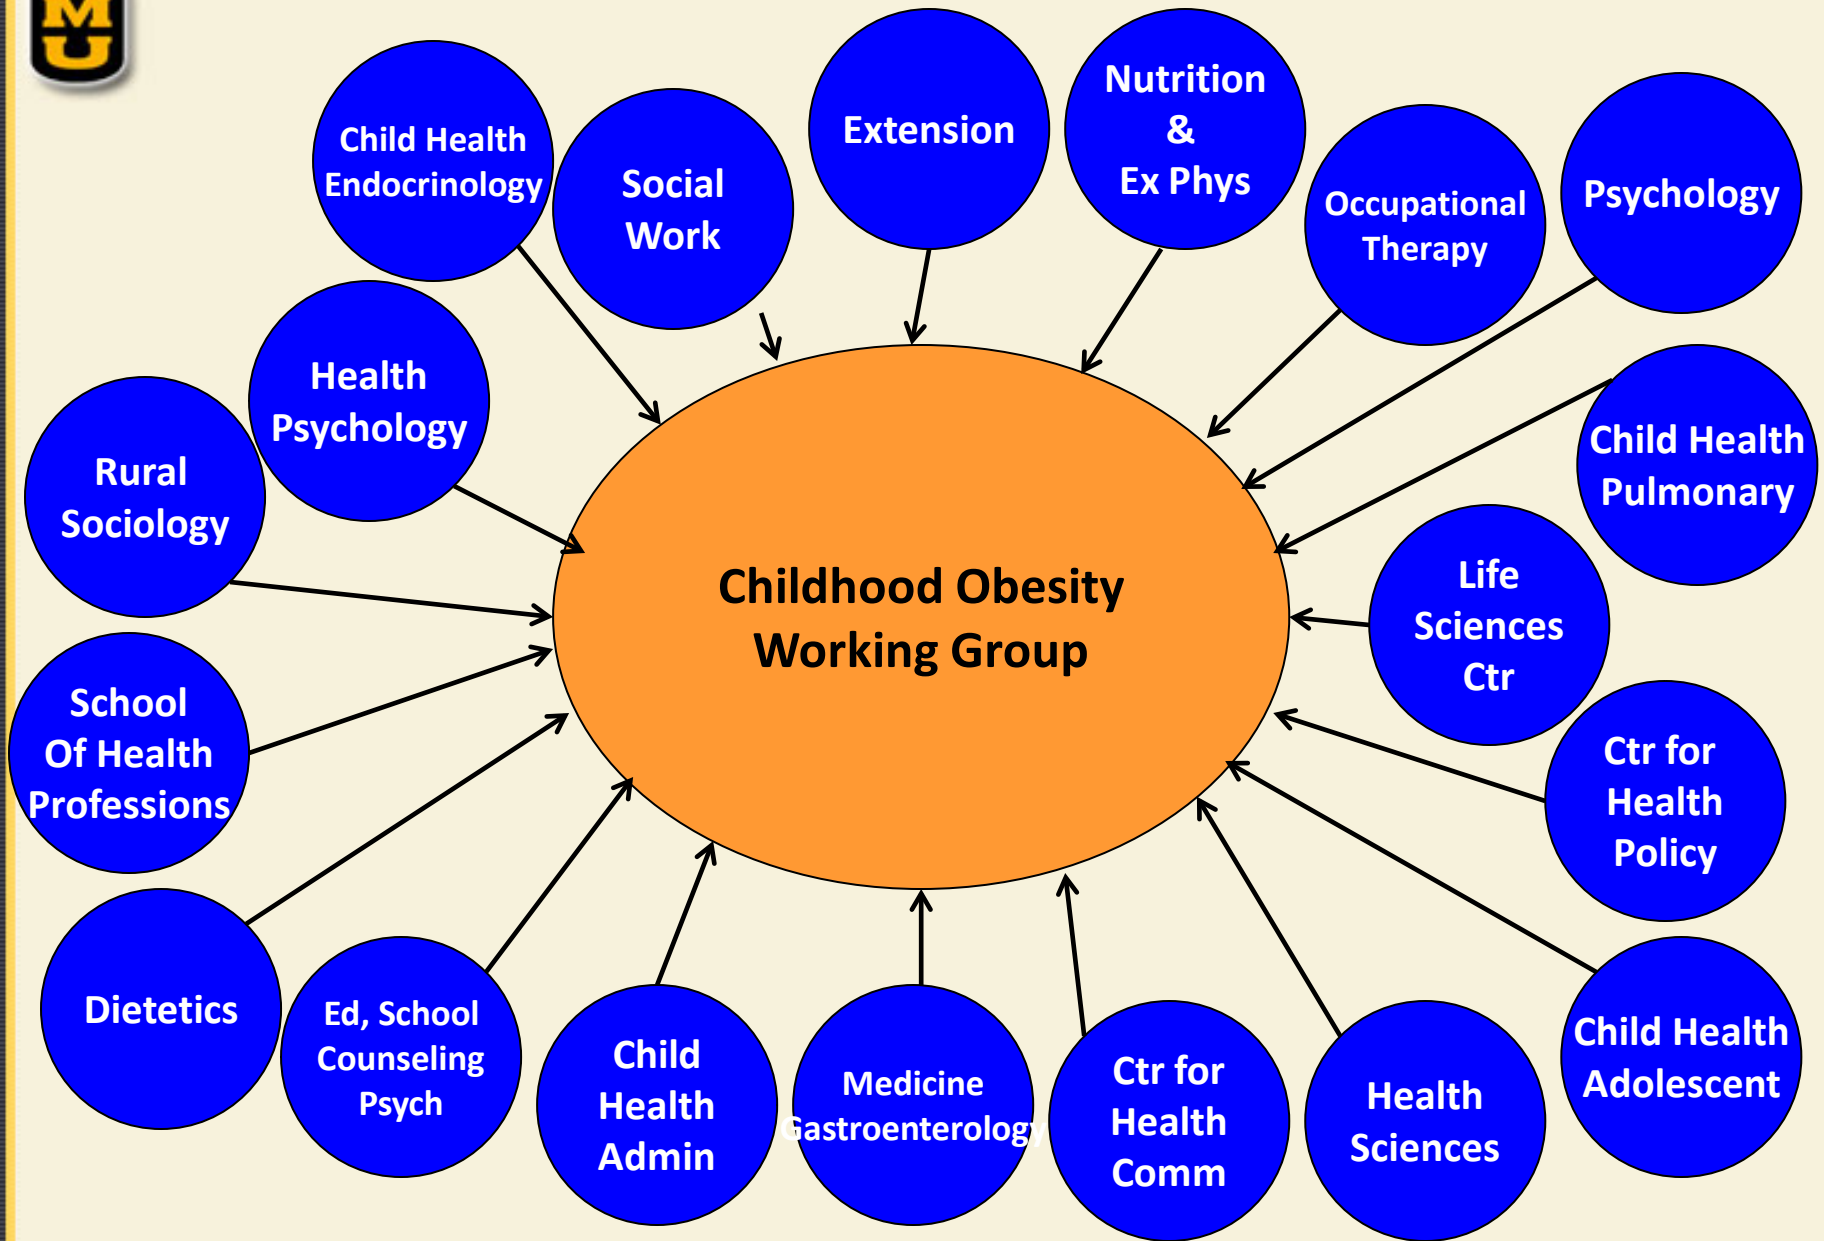 M
U
Child Health
Endocrinology
Social
Work
Extension
Nutrition
&
Ex Phys
Occupational
Therapy
Psychology
Health
Psychology
Rural
Sociology
Child Health
Pulmonary
Life
Sciences
Ctr
Childhood Obesity
Working Group
School
Of Health
Professions
Ctr for
Health
Policy
Dietetics
Ed, School
Counseling
Psych
Child
Health
Admin
Medicine
Gastroenterology
Ctr for
Health
Comm
Health
Sciences
Child Health
Adolescent